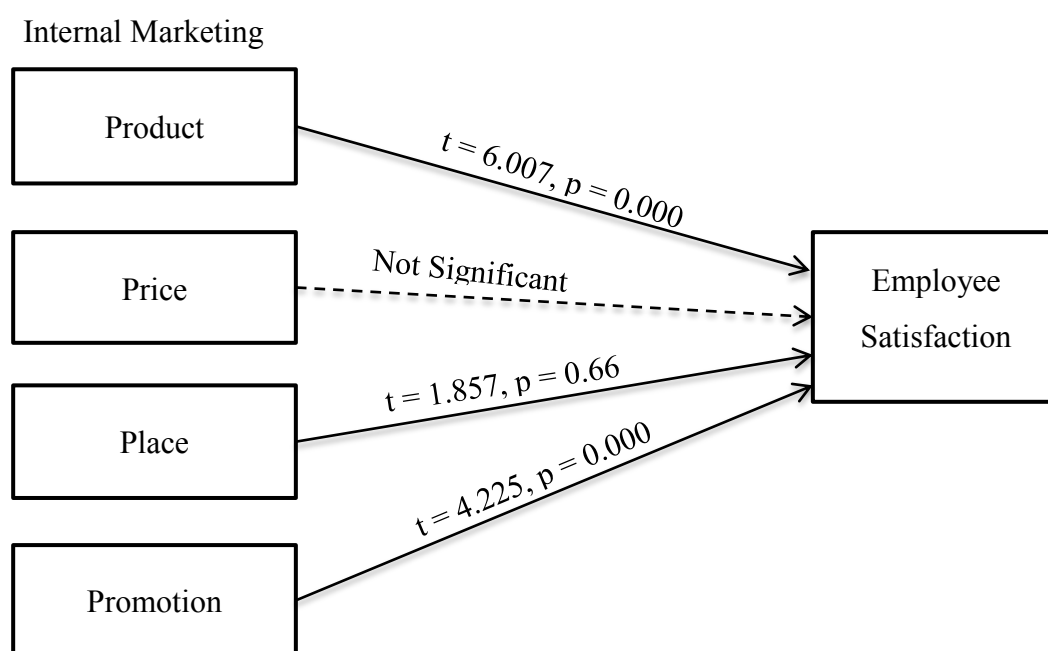 Internal Marketing
Product
t = 6.007, p = 0.000
Price
Not Significant
Employee
Satisfaction
Place
t = 1.857, p = 0.66
t = 4.225, p = 0.000
Promotion